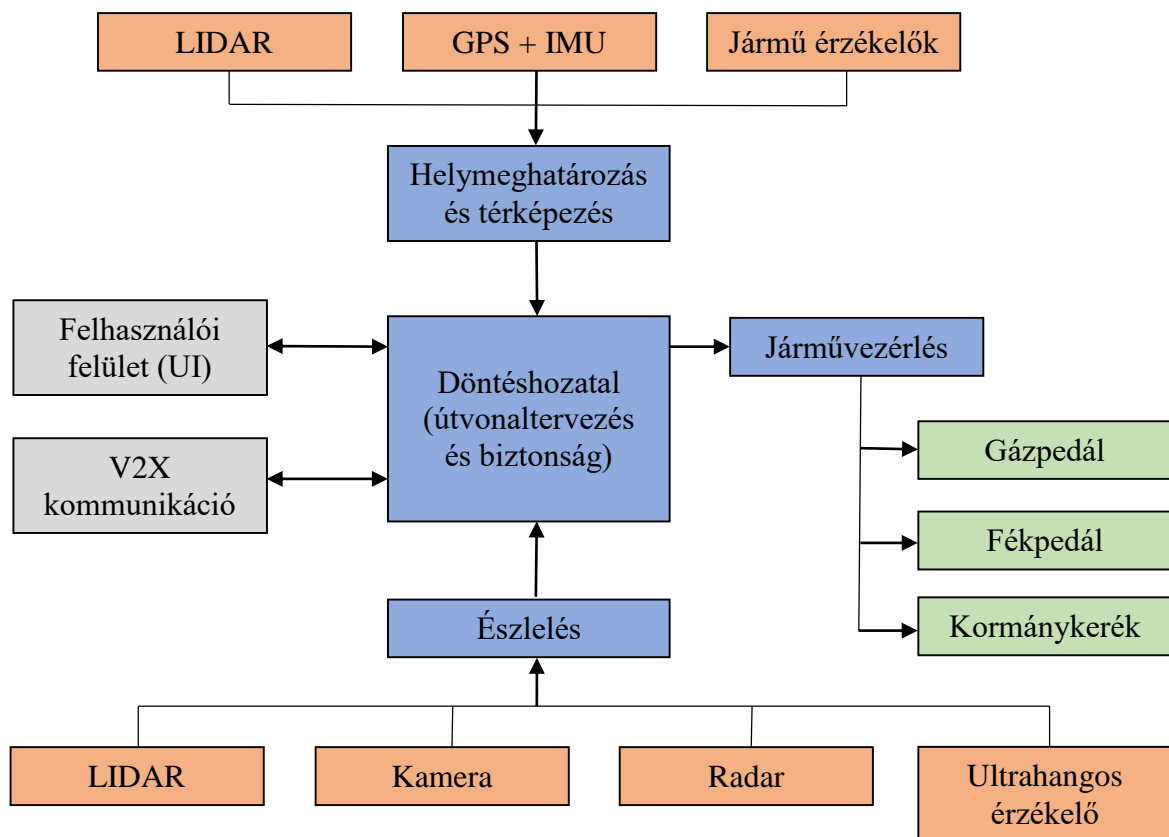 LIDAR
GPS + IMU
Jármű érzékelők
Helymeghatározás
és térképezés
Felhasználói
felület (UI)
Döntéshozatal
(útvonaltervezés
és biztonság)
Járművezérlés
V2X
kommunikáció
Gázpedál
Fékpedál
Kormánykerék
Észlelés
LIDAR
Kamera
Radar
Ultrahangos
érzékelő